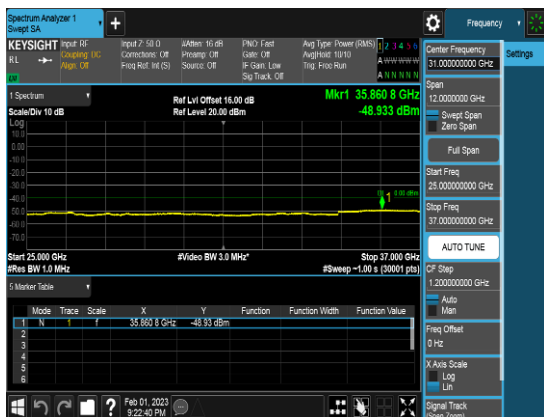 Spectrum Analyzer 1
Swept SA
+
Frequency
KEYSIGHT
Input: RF
Coupling: DC
Align: Off
RL
Input Z: 50 Ω
Corrections: Off
Freq Ref: Int (S)
#Atten: 16 dB
Preamp: Off
Source: Off
PNO: Fast
Gate: Off
IF Gain: Low
Sig Track: Off
Avg Type: Power (RMS)
Avg|Hold: 10/10
Trig: Free Run
1 2 3 4 5 6
A W W W W W
A N N N N N
1 Spectrum
Scale/Div 10 dB
Ref Lvl Offset 16.00 dB
Ref Level 20.00 dBm
Mkr1 35.860 8 GHz
-48.933 dBm
Log
10.0
0.00
-10.0
-20.0
-30.0
-40.0
-50.0
-60.0
-70.0
1
Start 25.000 GHz
#Res BW 1.0 MHz
#Video BW 3.0 MHz*
Stop 37.000 GHz
#Sweep ~1.00 s (30001 pts)
5 Marker Table
Mode Trace Scale X Y Function Function Width Function Value
1 N 1 f 35.860 8 GHz -48.93 dBm
2
3
4
5
6
?
Feb 01, 2023
9:22:40 PM
Center Frequency
31.000000000 GHz
Settings
Span
12.0000000 GHz
Swept Span
Zero Span
Full Span
Start Freq
25.000000000 GHz
Stop Freq
37.000000000 GHz
AUTO TUNE
CF Step
1.200000000 GHz
Auto
Man
Freq Offset
0 Hz
X Axis Scale
Log
Lin
Signal Track
(Span Zoom)